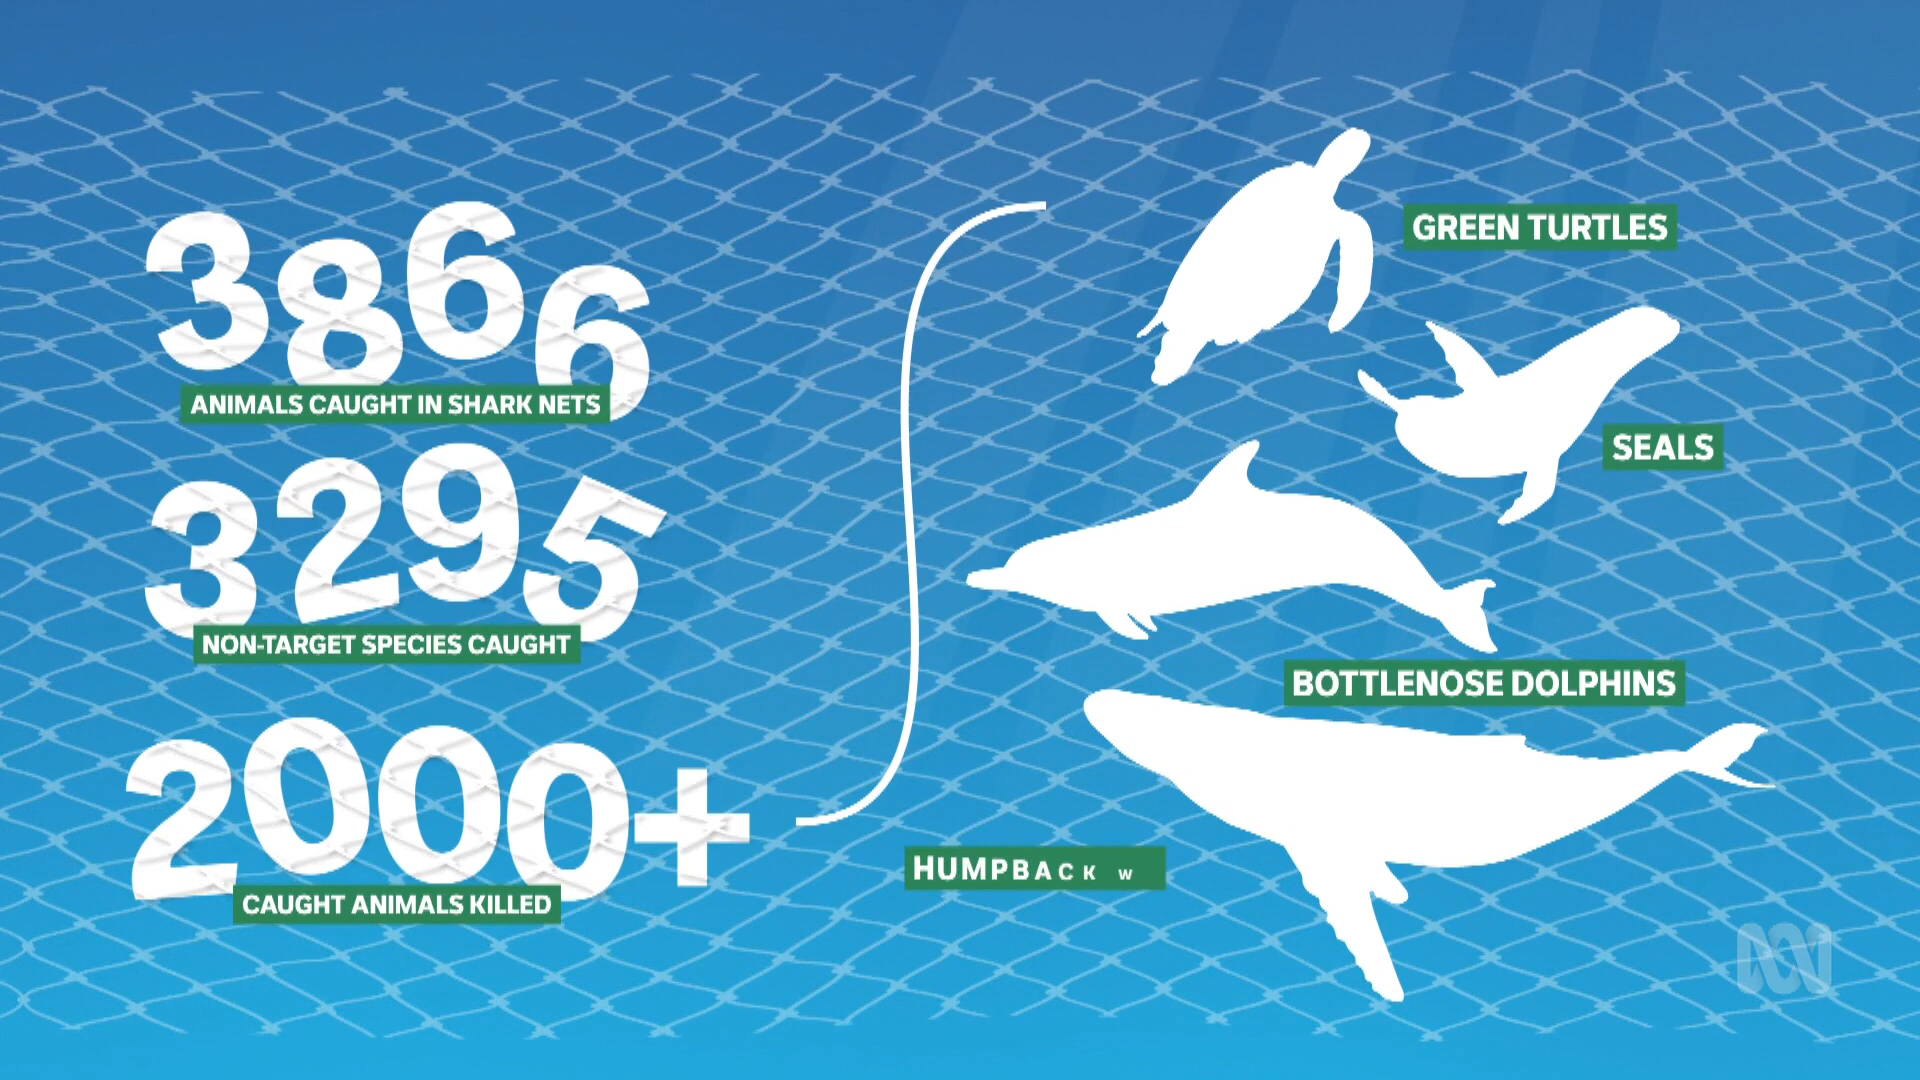 3866
ANIMALS CAUGHT IN SHARK NETS
3295
NON-TARGET SPECIES CAUGHT
2000+
CAUGHT ANIMALS KILLED
GREEN TURTLES
SEALS
BOTTLENOSE DOLPHINS
HUMPBACK W